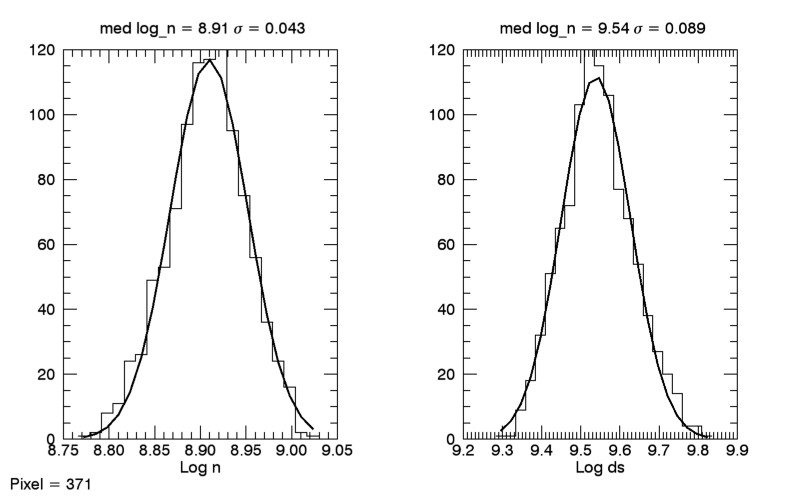 med log_n = 8.91 σ = 0.043
120
100
80
60
40
20
0
8.75 8.80 8.85 8.90 8.95 9.00 9.05
Log n
med log_n = 9.54 σ = 0.089
120
100
80
60
40
20
0
9.2 9.3 9.4 9.5 9.6 9.7 9.8 9.9
Log ds
Pixel = 371